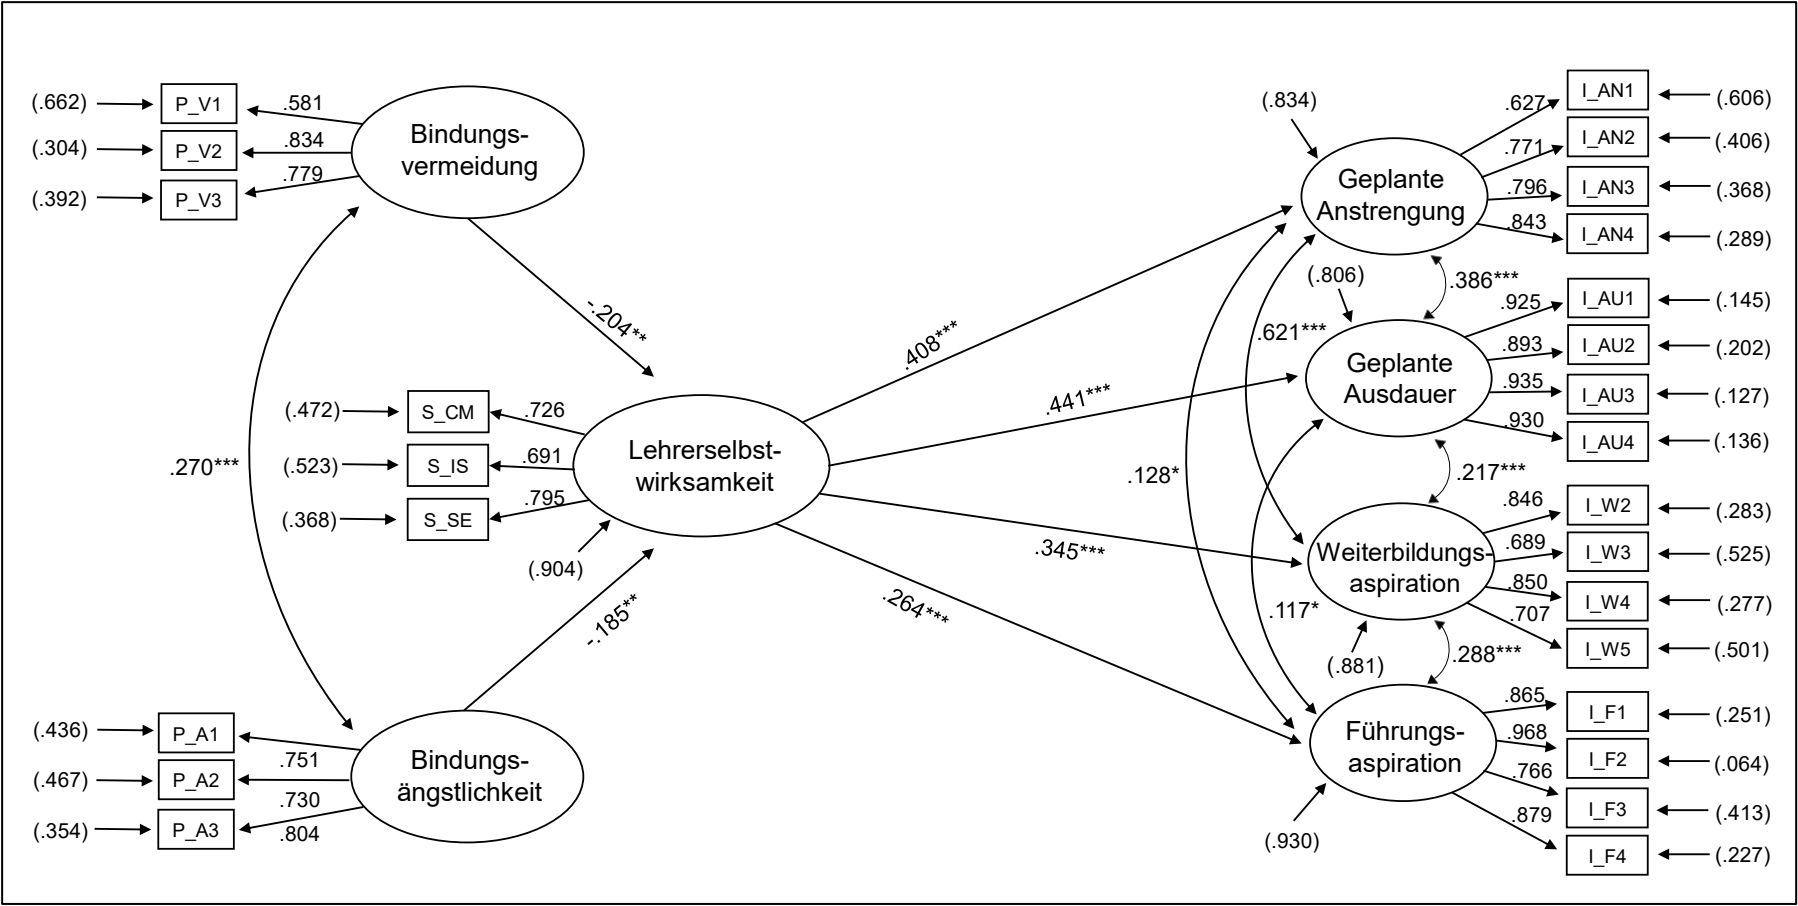 (.662)
P_V1
.581
(.304)
P_V2
.834
(.392)
P_V3
.779
Bindungs-
vermeidung
-.204**
.270***
(.472)
S_CM
.726
(.523)
S_IS
.691
(.368)
S_SE
.795
(.904)
Lehrerselbst-
wirksamkeit
-.185**
(.436)
P_A1
.751
(.467)
P_A2
.730
(.354)
P_A3
.804
Bindungs-
ängstlichkeit
.408***
.441***
.345***
.264***
(.834)
Geplante
Anstrengung
.627
I_AN1
(.606)
.771
I_AN2
(.406)
.796
I_AN3
(.368)
.843
I_AN4
(.289)
(.806)
.386***
.621***
Geplante
Ausdauer
.925
I_AU1
(.145)
.893
I_AU2
(.202)
.935
I_AU3
(.127)
.930
I_AU4
(.136)
.128*
.217***
Weiterbildungs-
aspiration
.846
I_W2
(.283)
.689
I_W3
(.525)
.850
I_W4
(.277)
.707
I_W5
(.501)
.117*
(.881)
.288***
Führungs-
aspiration
.865
I_F1
(.251)
.968
I_F2
(.064)
.766
I_F3
(.413)
.879
I_F4
(.227)
(.930)